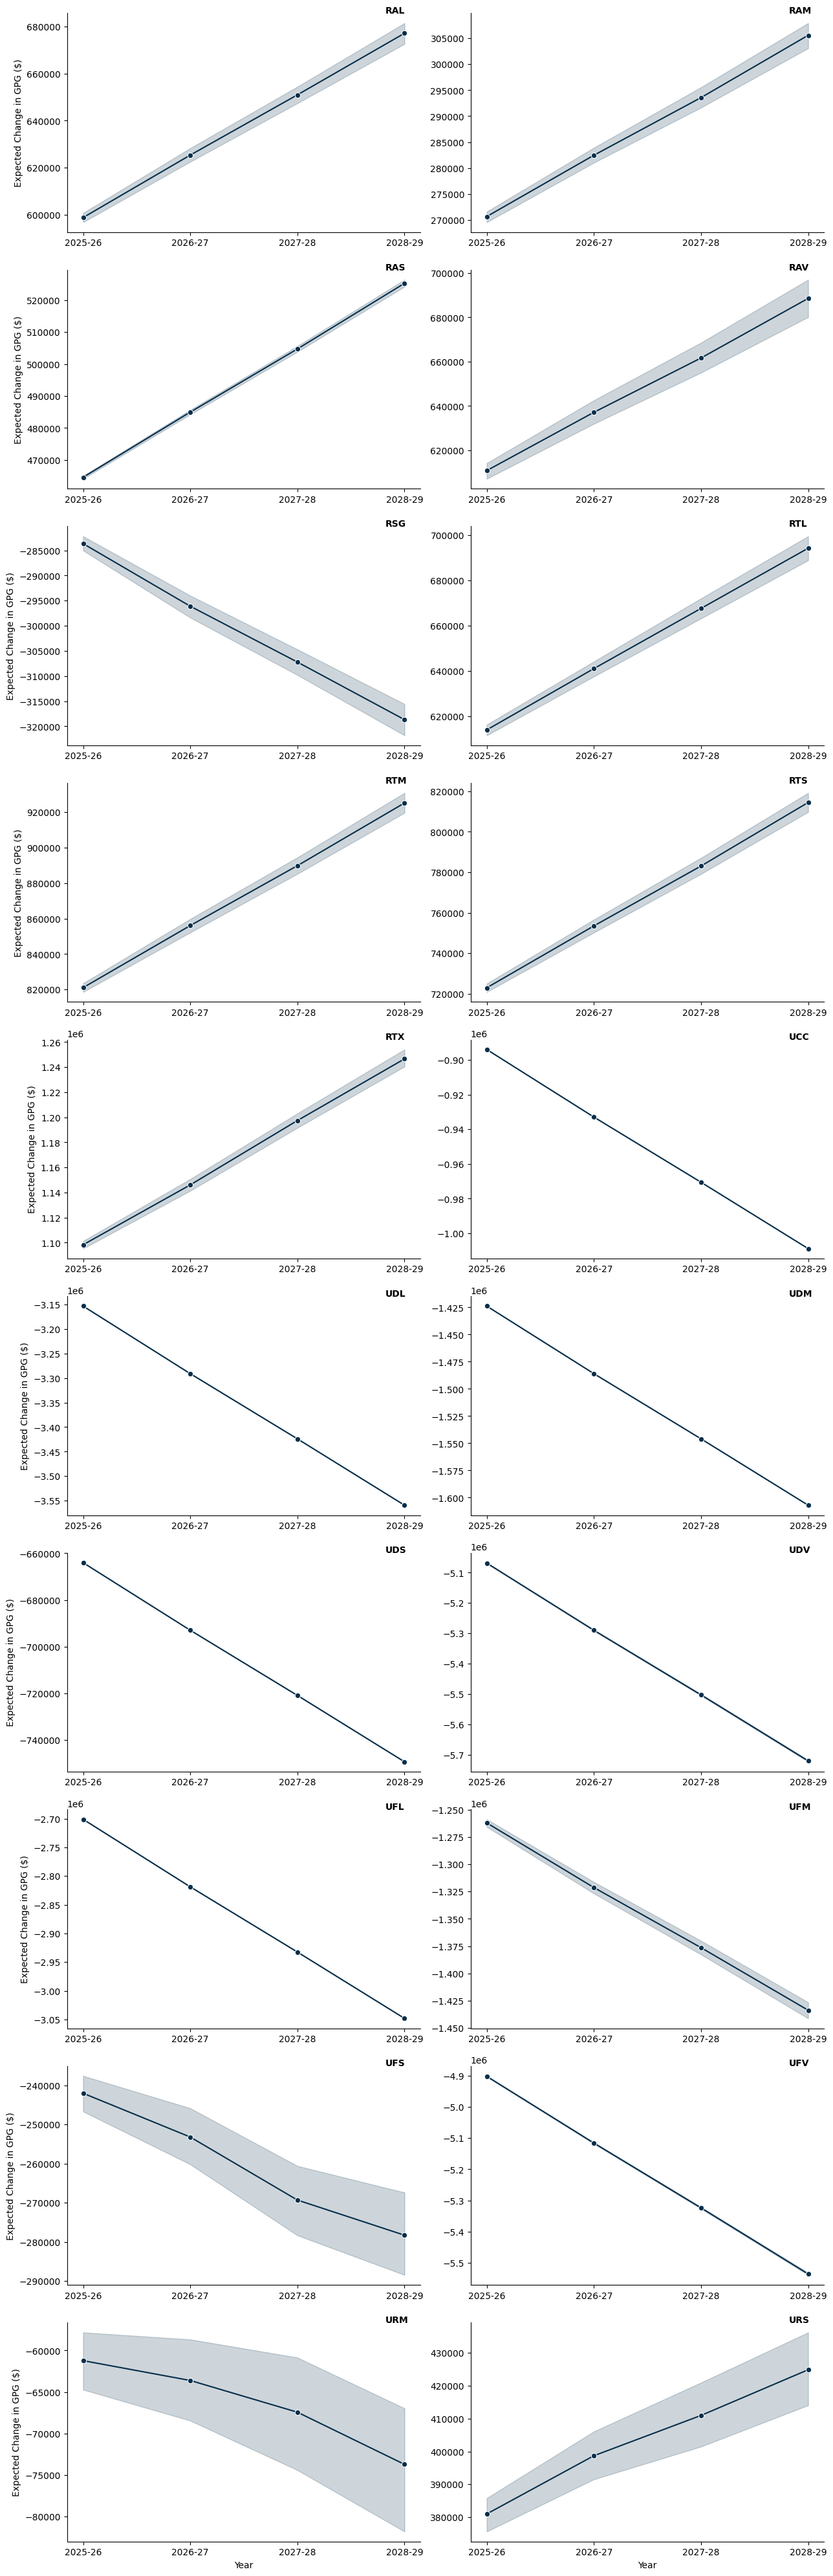 RAL
RAM
Expected Change in GPG ($)
680000
660000
640000
620000
600000
305000
300000
295000
290000
285000
280000
275000
270000
2025-26 2026-27 2027-28 2028-29
2025-26 2026-27 2027-28 2028-29
RAS
RAV
Expected Change in GPG ($)
520000
510000
500000
490000
480000
470000
700000
680000
660000
640000
620000
2025-26 2026-27 2027-28 2028-29
2025-26 2026-27 2027-28 2028-29
RSG
RTL
Expected Change in GPG ($)
−285000
−290000
−295000
−300000
−305000
−310000
−315000
−320000
700000
680000
660000
640000
620000
2025-26 2026-27 2027-28 2028-29
2025-26 2026-27 2027-28 2028-29
RTM
RTS
Expected Change in GPG ($)
920000
900000
880000
860000
840000
820000
820000
800000
780000
760000
740000
720000
2025-26 2026-27 2027-28 2028-29
2025-26 2026-27 2027-28 2028-29
1e6
RTX
1e6
UCC
Expected Change in GPG ($)
1.26
1.24
1.22
1.20
1.18
1.16
1.14
1.12
1.10
−0.90
−0.92
−0.94
−0.96
−0.98
−1.00
2025-26 2026-27 2027-28 2028-29
2025-26 2026-27 2027-28 2028-29
1e6
UDL
1e6
UDM
Expected Change in GPG ($)
−3.15
−3.20
−3.25
−3.30
−3.35
−3.40
−3.45
−3.50
−3.55
−1.425
−1.450
−1.475
−1.500
−1.525
−1.550
−1.575
−1.600
2025-26 2026-27 2027-28 2028-29
2025-26 2026-27 2027-28 2028-29
UDS
1e6
UDV
Expected Change in GPG ($)
−660000
−680000
−700000
−720000
−740000
−5.1
−5.2
−5.3
−5.4
−5.5
−5.6
−5.7
2025-26 2026-27 2027-28 2028-29
2025-26 2026-27 2027-28 2028-29
1e6
UFL
1e6
UFM
Expected Change in GPG ($)
−2.70
−2.75
−2.80
−2.85
−2.90
−2.95
−3.00
−3.05
−1.250
−1.275
−1.300
−1.325
−1.350
−1.375
−1.400
−1.425
−1.450
2025-26 2026-27 2027-28 2028-29
2025-26 2026-27 2027-28 2028-29
UFS
1e6
UFV
Expected Change in GPG ($)
−240000
−250000
−260000
−270000
−280000
−290000
−4.9
−5.0
−5.1
−5.2
−5.3
−5.4
−5.5
2025-26 2026-27 2027-28 2028-29
2025-26 2026-27 2027-28 2028-29
URM
URS
Expected Change in GPG ($)
−60000
−65000
−70000
−75000
−80000
430000
420000
410000
400000
390000
380000
2025-26 2026-27 2027-28 2028-29
2025-26 2026-27 2027-28 2028-29
Year
Year